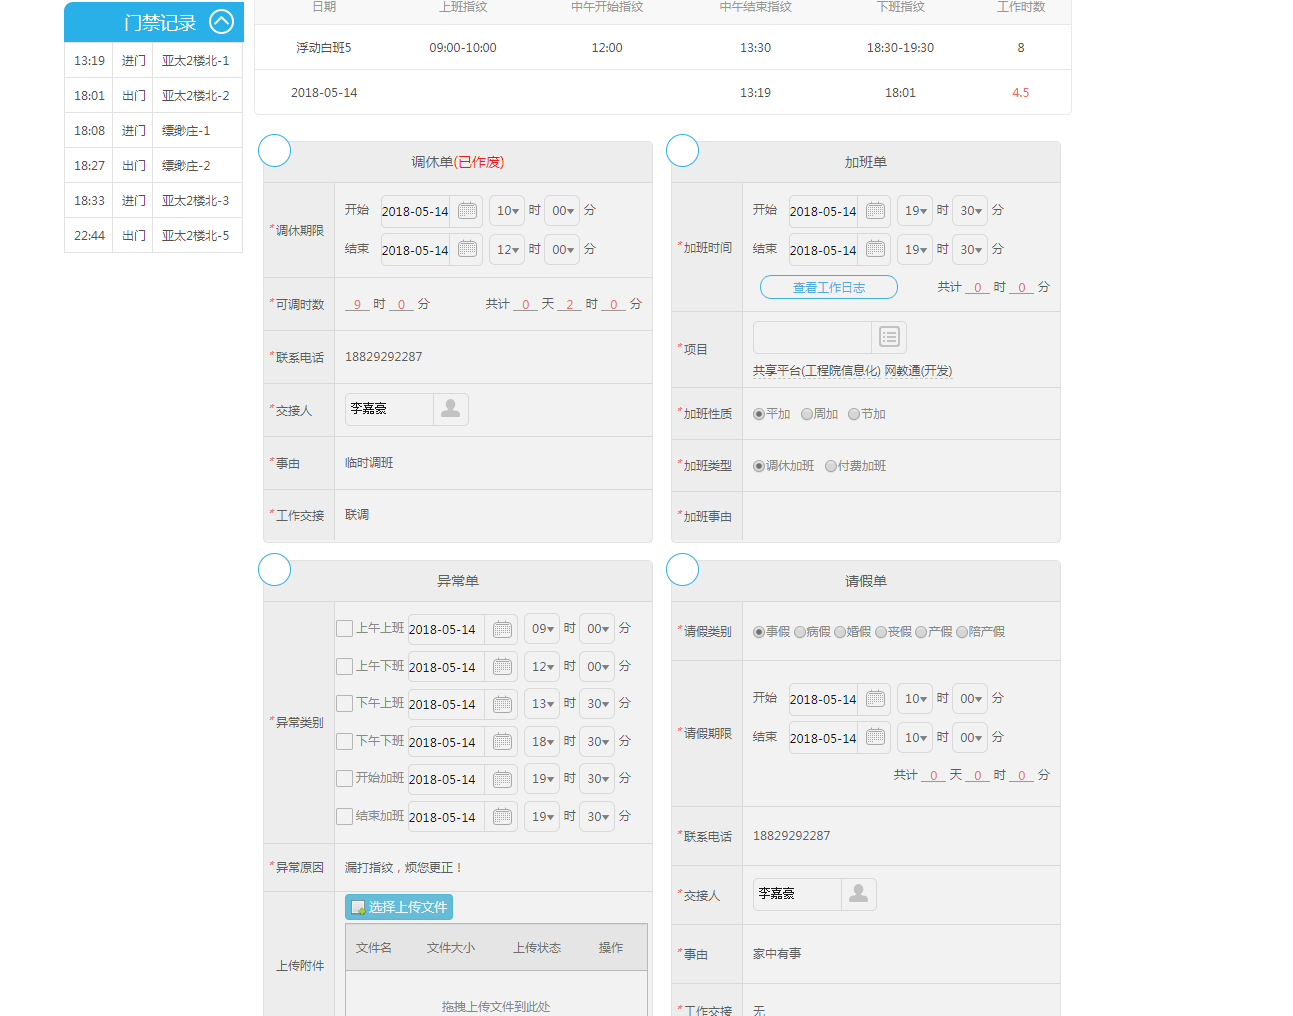 门禁记录
13:19 进门 亚太2楼北-1
18:01 出门 亚太2楼北-2
18:08 进门 缥缈庄-1
18:27 出门 缥缈庄-2
18:33 进门 亚太2楼北-3
22:44 出门 亚太2楼北-5
日期 上班指纹 中午开始指纹 中午结束指纹 下班指纹 工作时数
浮动白班5 09:00-10:00 12:00 13:30 18:30-19:30 8
2018-05-14 13:19 18:01 4.5
调休单(已作废)
*调休期限
开始 2018-05-14 10 时 00 分
结束 2018-05-14 12 时 00 分
*可调时数 9 时 0 分 共计 0 天 2 时 0 分
*联系电话 18829292287
*交接人 李嘉豪
*事由 临时调班
*工作交接 联调
加班单
*加班时间
开始 2018-05-14 19 时 30 分
结束 2018-05-14 19 时 30 分
查看工作日志 共计 0 时 0 分
*项目
共享平台(工程院信息化) 网教通(开发)
*加班性质 平加 周加 节加
*加班类型 调休加班 付费加班
*加班事由
异常单
*异常类别
上午上班 2018-05-14 09 时 00 分
上午下班 2018-05-14 12 时 00 分
下午上班 2018-05-14 13 时 30 分
下午下班 2018-05-14 18 时 30 分
开始加班 2018-05-14 19 时 30 分
结束加班 2018-05-14 19 时 30 分
*异常原因 漏打指纹，烦您更正！
上传附件
选择上传文件
文件名 文件大小 上传状态 操作
拖拽上传文件到此处
请假单
*请假类别 事假 病假 婚假 丧假 产假 陪产假
*请假期限
开始 2018-05-14 10 时 00 分
结束 2018-05-14 10 时 00 分
共计 0 天 0 时 0 分
*联系电话 18829292287
*交接人 李嘉豪
*事由 家中有事
*工作交接 无